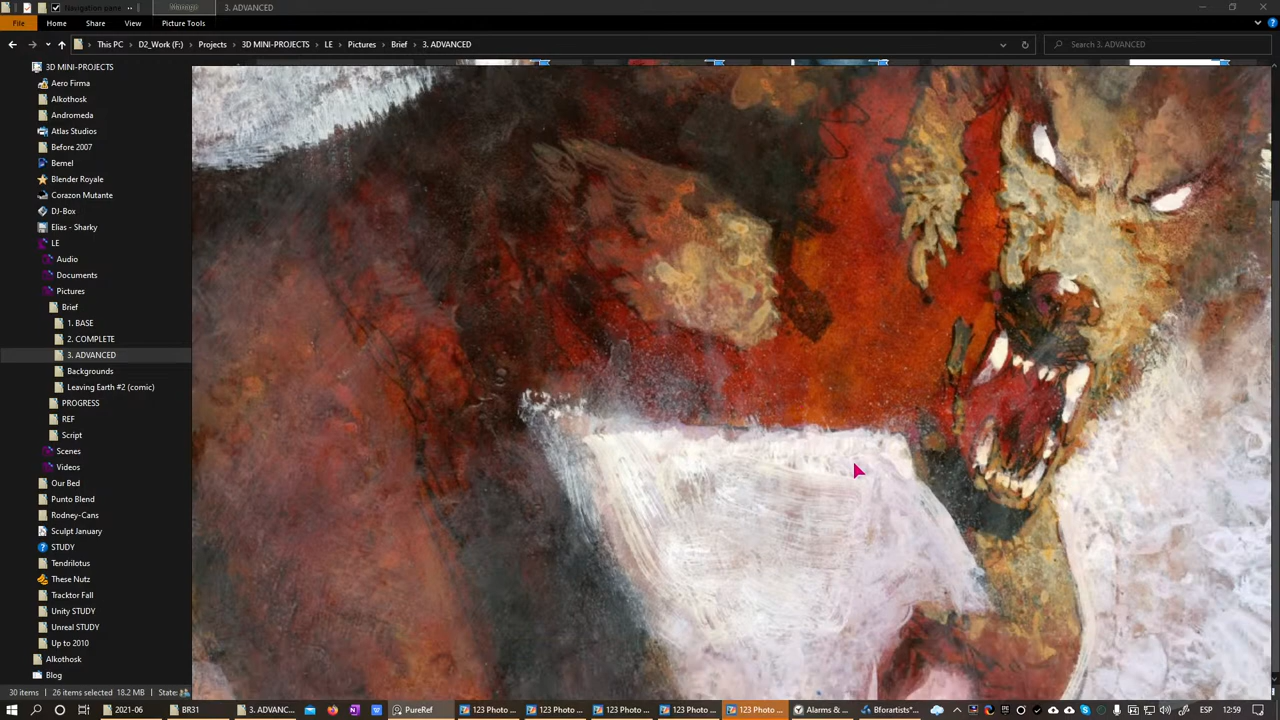 Navigation pane
Manage
3. ADVANCED
File Home Share View Picture Tools
This PC D2_Work (F:) Projects 3D MINI-PROJECTS LE Pictures Brief 3. ADVANCED
Search 3. ADVANCED
3D MINI-PROJECTS
Aero Firma
Alkothosk
Andromeda
Atlas Studios
Before 2007
Bemel
Blender Royale
Corazon Mutante
DJ-Box
Elias - Sharky
LE
Audio
Documents
Pictures
Brief
1. BASE
2. COMPLETE
3. ADVANCED
Backgrounds
Leaving Earth #2 (comic)
PROGRESS
REF
Script
Scenes
Videos
Our Bed
Punto Blend
Rodney-Cans
Sculpt January
STUDY
Tendrilotus
These Nutz
Tracktor Fall
Unity STUDY
Unreal STUDY
Up to 2010
Alkothosk
Blog
30 items 26 items selected 18.2 MB State:
2021-06 BR31 3. ADVANC... PureRef 123 Photo ... 123 Photo ... 123 Photo ... 123 Photo ... 123 Photo ... Alarms & ... Bforartists* ... ESP 12:59